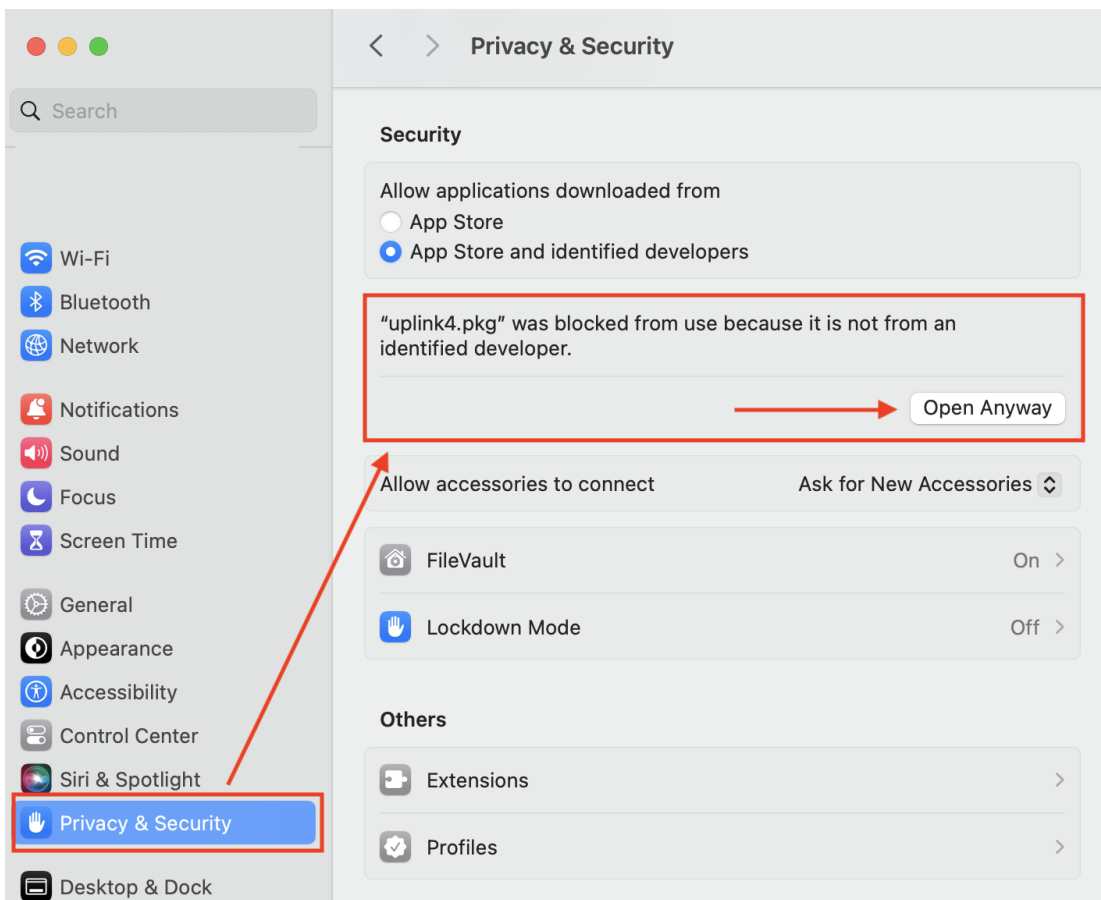 Search
Wi-Fi
Bluetooth
Network
Notifications
Sound
Focus
Screen Time
General
Appearance
Accessibility
Control Center
Siri & Spotlight
Privacy & Security
Desktop & Dock
Privacy & Security
Security
Allow applications downloaded from
App Store
App Store and identified developers
“uplink4.pkg” was blocked from use because it is not from an
identified developer.
Open Anyway
Allow accessories to connect Ask for New Accessories
FileVault On
Lockdown Mode Off
Others
Extensions
Profiles